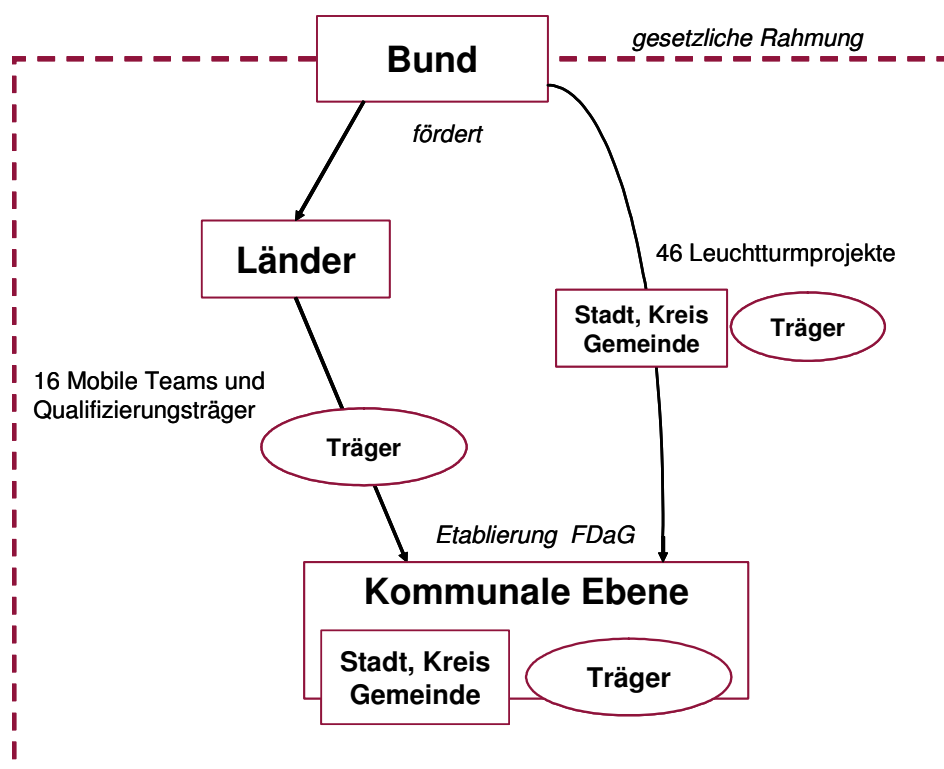 gesetzliche Rahmung
Bund
fördert
Länder
46 Leuchtturmprojekte
Stadt, Kreis
Gemeinde
Träger
16 Mobile Teams und
Qualifizierungsträger
Träger
Etablierung FDaG
Kommunale Ebene
Stadt, Kreis
Gemeinde
Träger